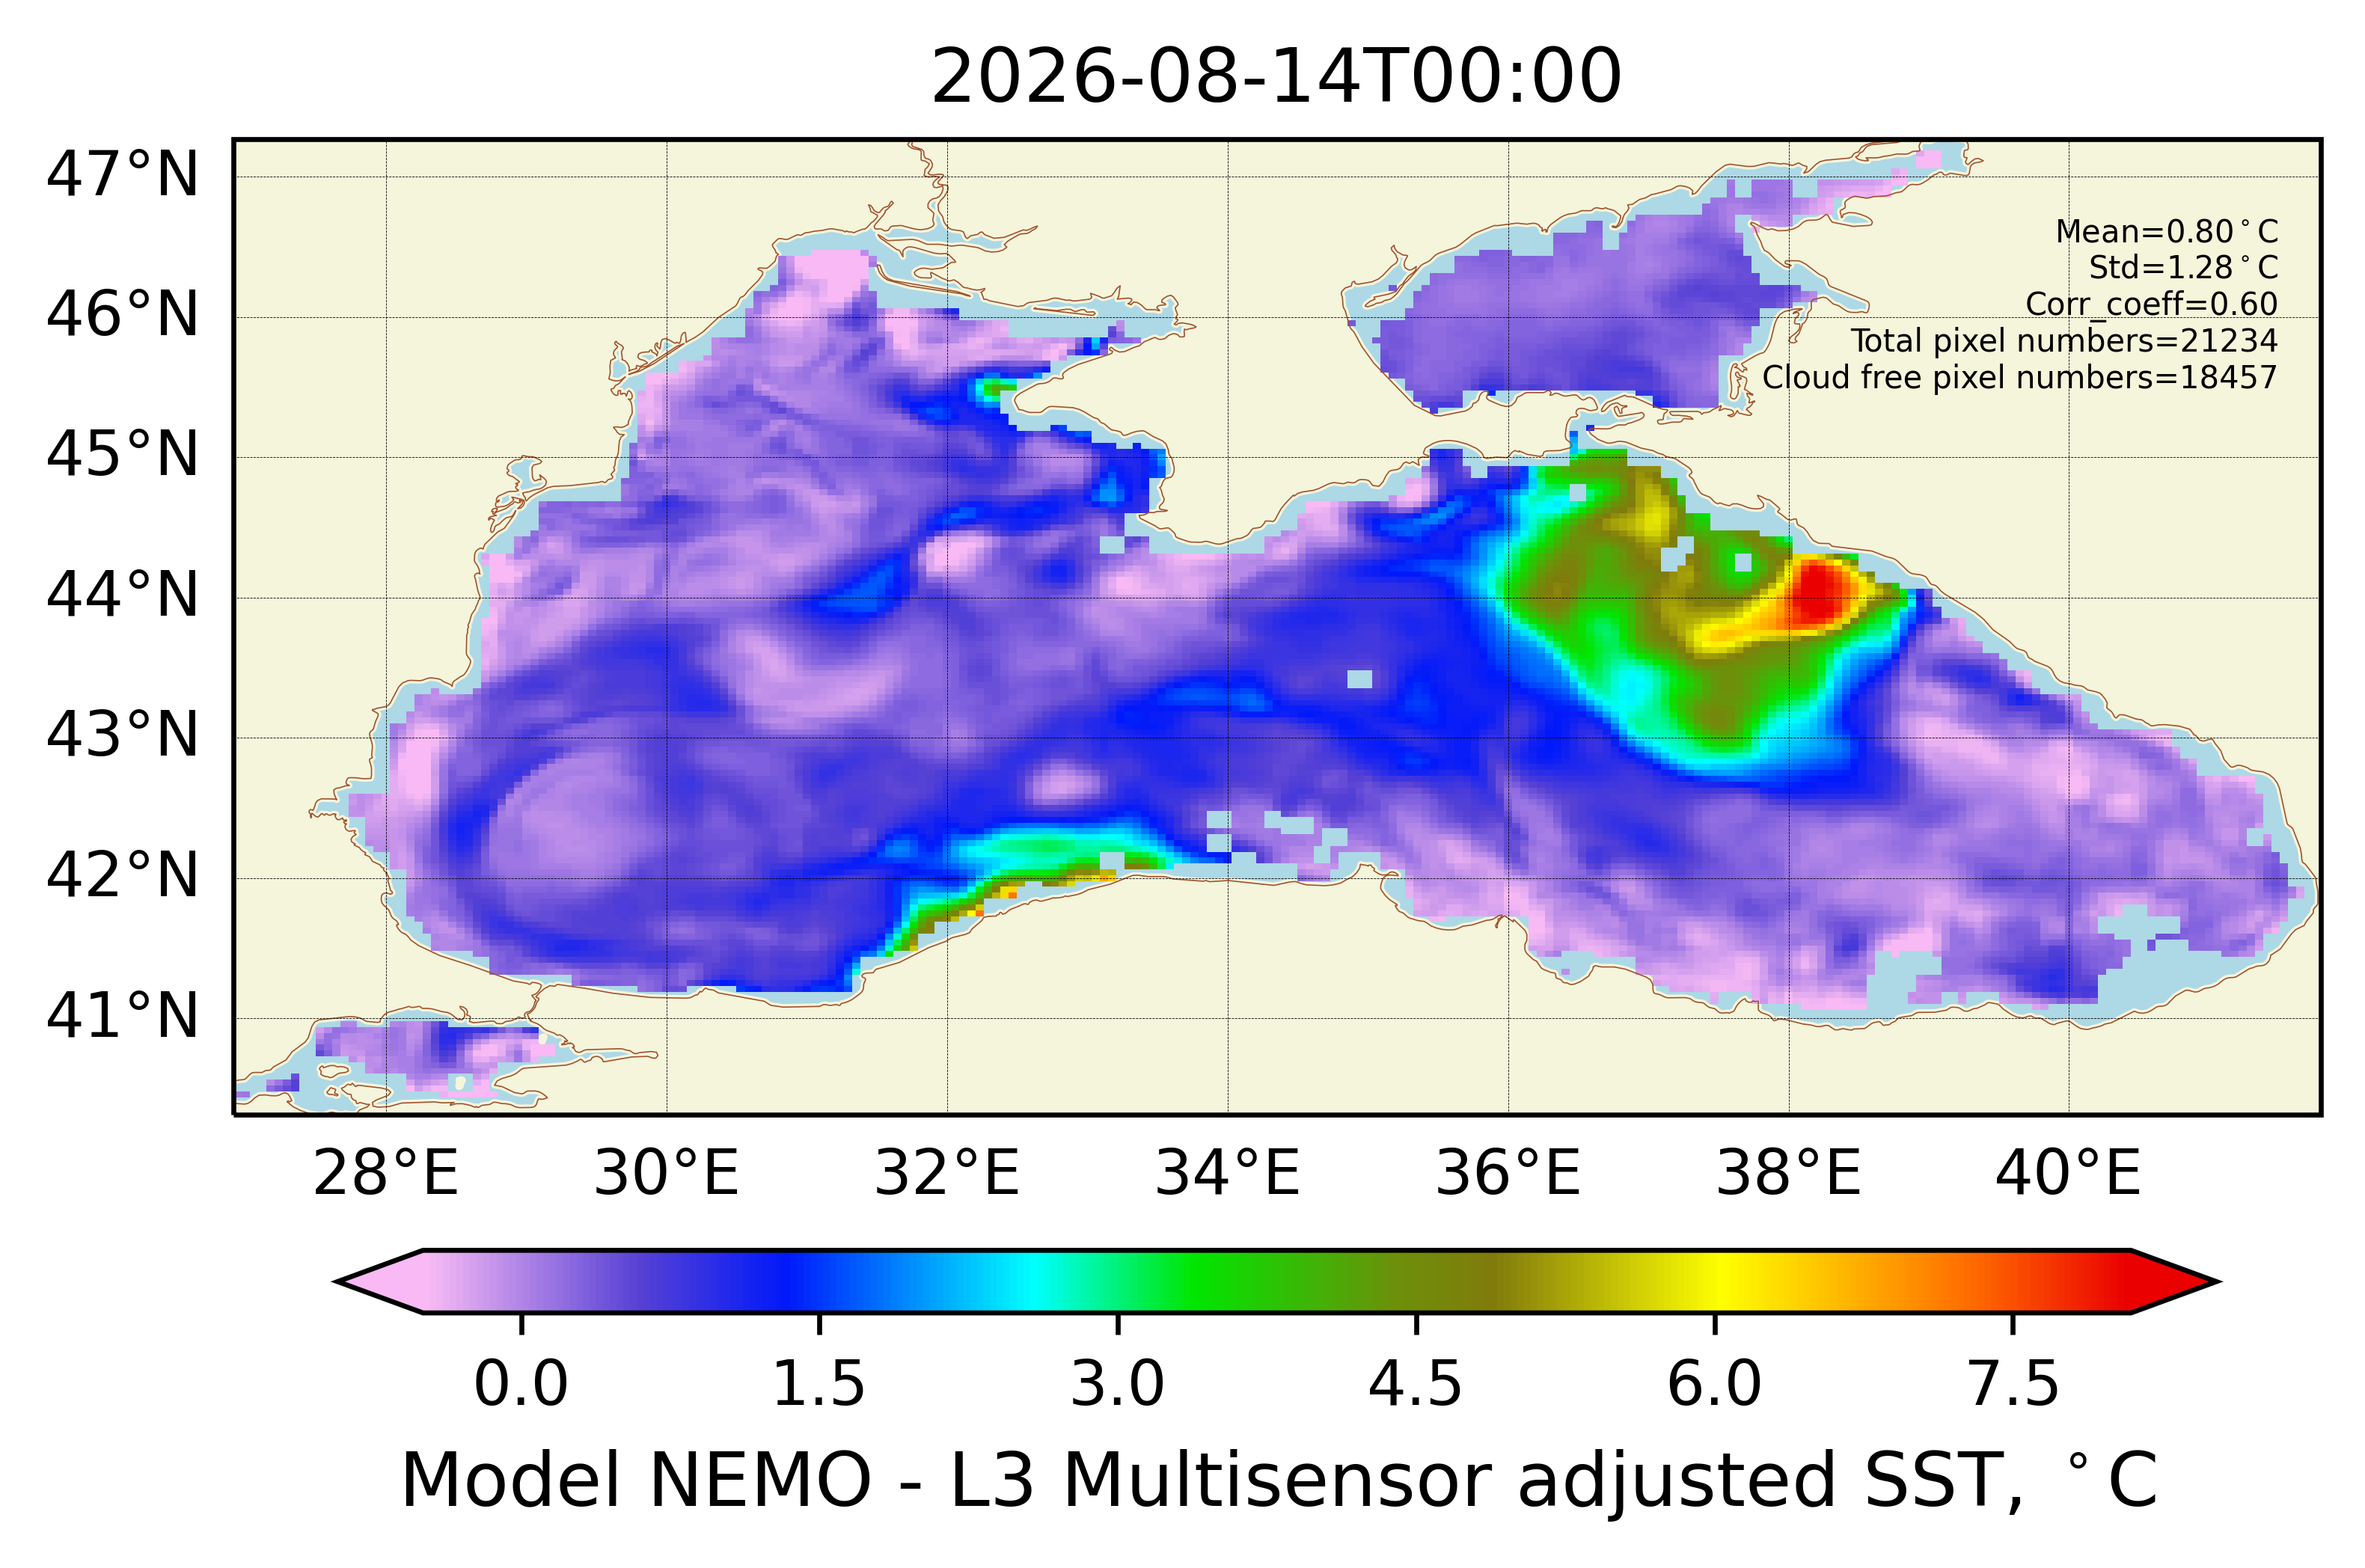 2026-08-14T00:00
47°N
46°N
45°N
44°N
43°N
42°N
41°N
Mean=0.80°C
Std=1.28°C
Corr_coeff=0.60
Total pixel numbers=21234
Cloud free pixel numbers=18457
28°E 30°E 32°E 34°E 36°E 38°E 40°E
0.0 1.5 3.0 4.5 6.0 7.5
Model NEMO - L3 Multisensor adjusted SST, °C